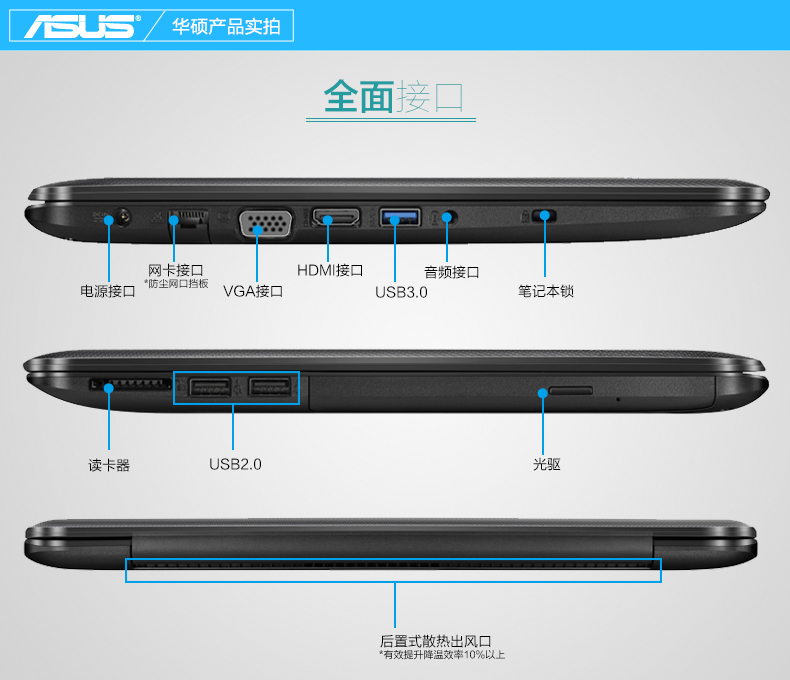 ASUS 华硕产品实拍
全面接口
电源接口
网卡接口
*防尘网口挡板
VGA接口
HDMI接口
USB3.0
音频接口
笔记本锁
读卡器
USB2.0
光驱
后置式散热出风口
*有效提升降温效率10%以上